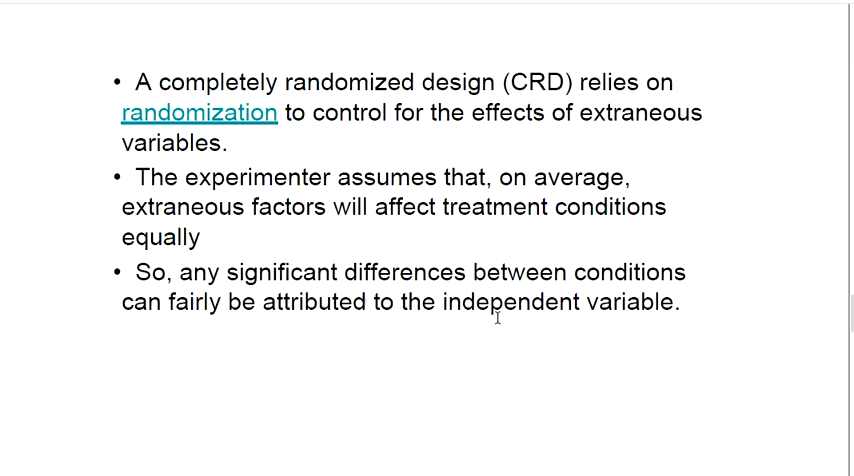 • A completely randomized design (CRD) relies on
randomization to control for the effects of extraneous
variables.
• The experimenter assumes that, on average,
extraneous factors will affect treatment conditions
equally
• So, any significant differences between conditions
can fairly be attributed to the independent variable.